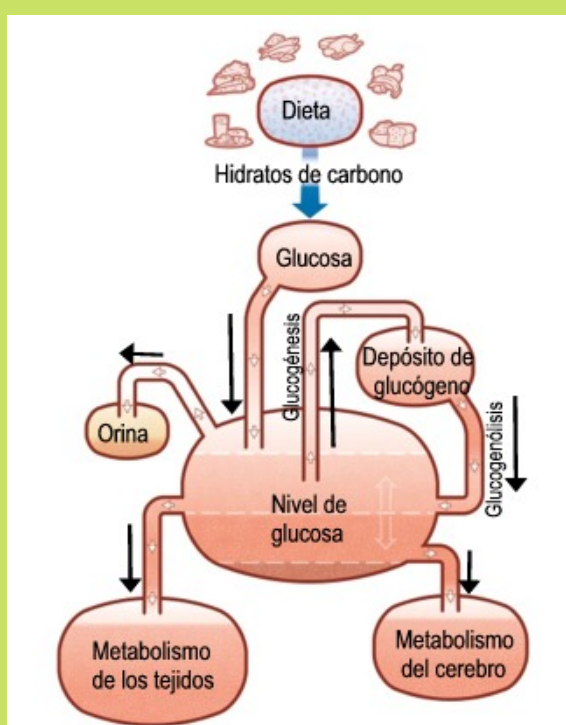 Dieta
Hidratos de carbono
Glucosa
Glucogénesis
Depósito de
glucógeno
Orina
Glucogenólisis
Nivel de
glucosa
Metabolismo
de los tejidos
Metabolismo
del cerebro